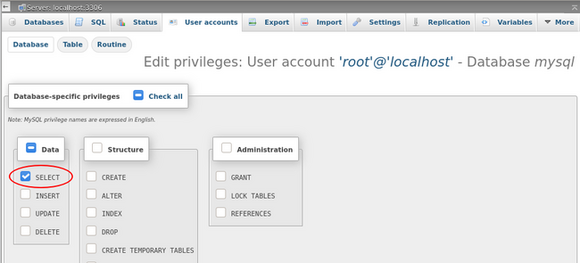 Server: localhost:3306
Databases SQL Status User accounts Export Import Settings Replication Variables More
Database Table Routine
Edit privileges: User account 'root'@'localhost' - Database mysql
Database-specific privileges Check all
Note: MySQL privilege names are expressed in English.
Data
SELECT
INSERT
UPDATE
DELETE
Structure
CREATE
ALTER
INDEX
DROP
CREATE TEMPORARY TABLES
Administration
GRANT
LOCK TABLES
REFERENCES